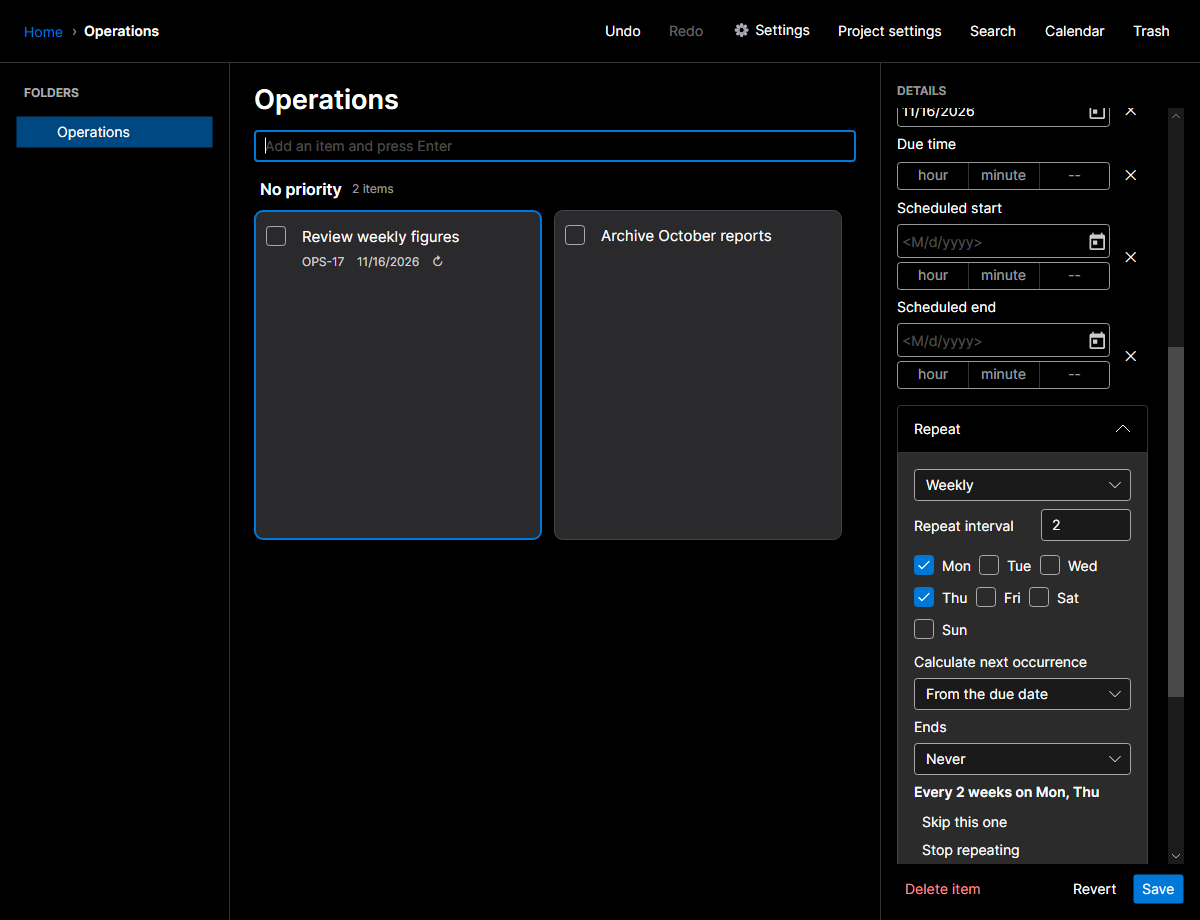 Home › Operations
Undo Redo Settings Project settings Search Calendar Trash
FOLDERS
Operations
Operations
Add an item and press Enter
No priority 2 items
Review weekly figures
OPS-17 11/16/2026
Archive October reports
DETAILS
11/16/2026
Due time
hour minute --
Scheduled start
<M/d/yyyy>
hour minute --
Scheduled end
<M/d/yyyy>
hour minute --
Repeat
Weekly
Repeat interval 2
Mon Tue Wed
Thu Fri Sat
Sun
Calculate next occurrence
From the due date
Ends
Never
Every 2 weeks on Mon, Thu
Skip this one
Stop repeating
Delete item Revert Save